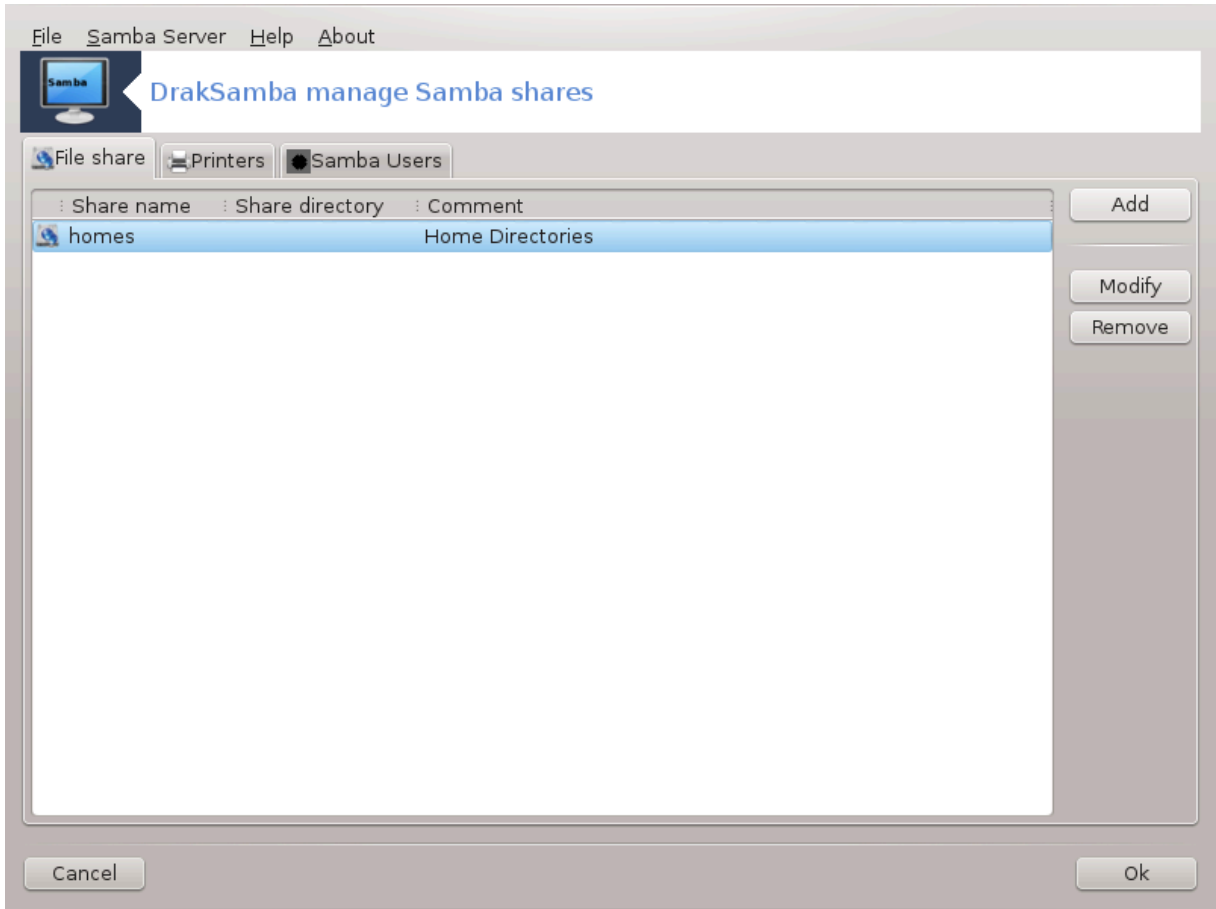 File Samba Server Help About
Samba
DrakSamba manage Samba shares
File share Printers Samba Users
Share name Share directory Comment
Add
homes Home Directories
Modify
Remove
Cancel Ok